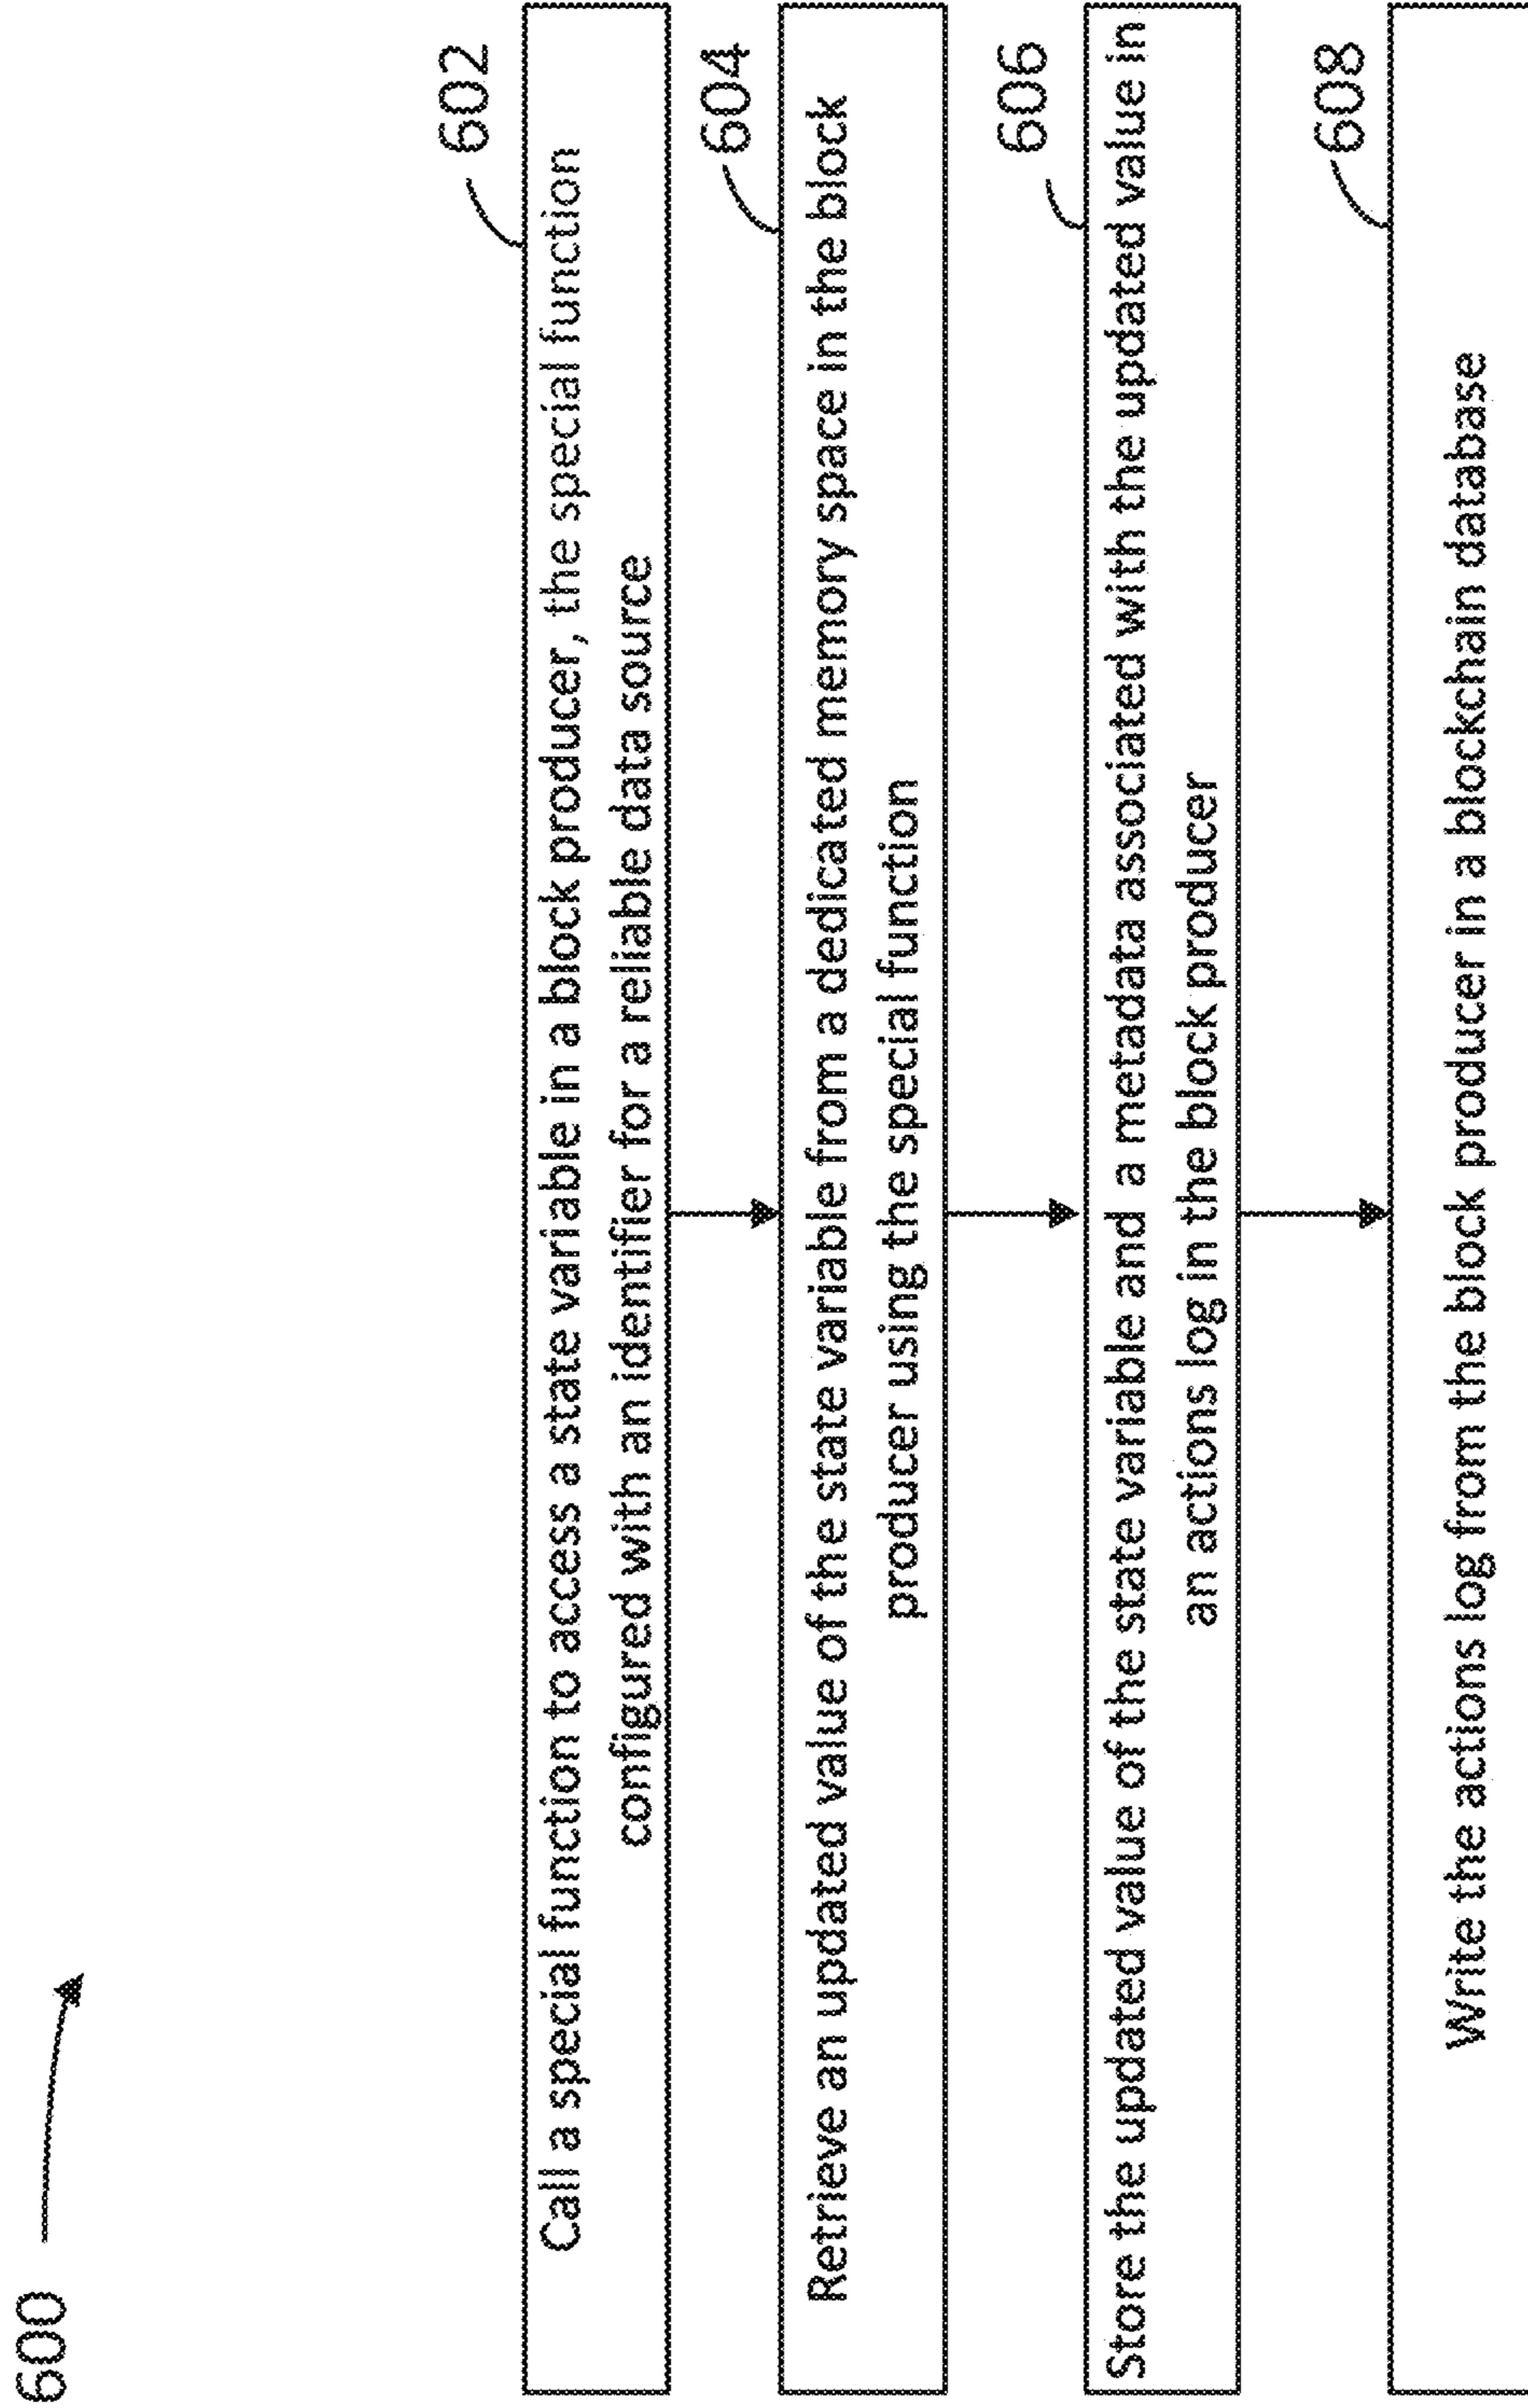 600
602
Call a special function to access a state variable in a block producer, the special function
configured with an identifier for a reliable data source
604
Retrieve an updated value of the state variable from a dedicated memory space in the block
producer using the special function
606
Store the updated value of the state variable and a metadata associated with the updated value in
an actions log in the block producer
608
Write the actions log from the block producer in a blockchain database